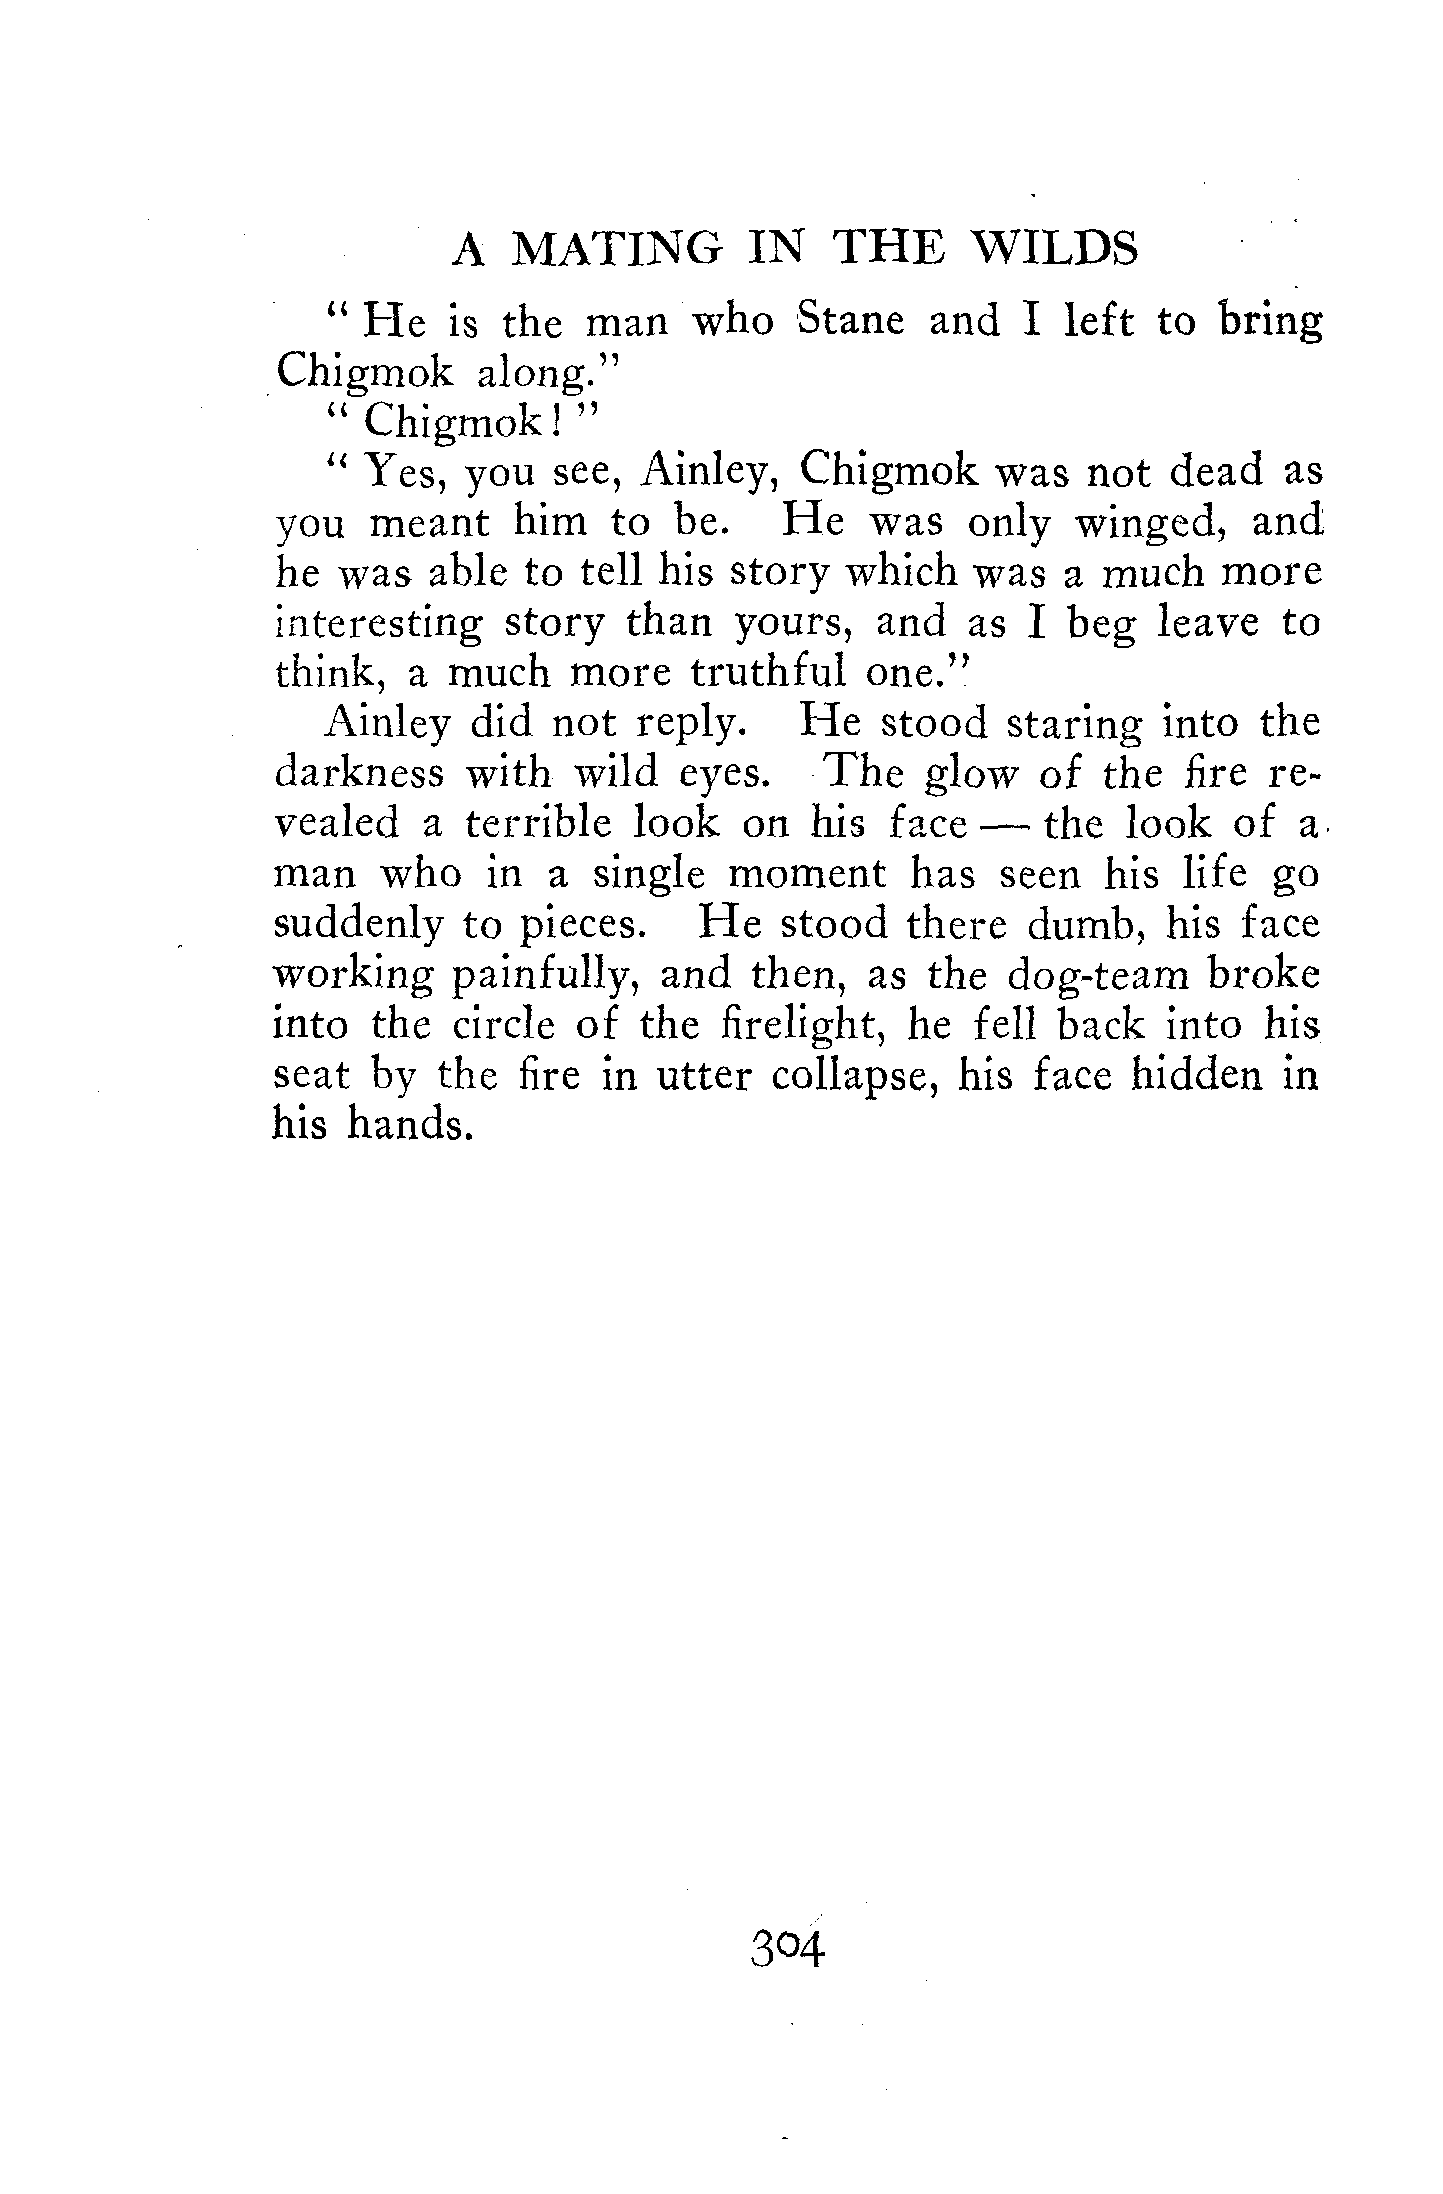 A MATING IN THE WILDS
“ He is the man who Stane and I left to bring
Chigmok along.”
“ Chigmok ! ”
“ Yes, you see, Ainley, Chigmok was not dead as
you meant him to be. He was only winged, and
he was able to tell his story which was a much more
interesting story than yours, and as I beg leave to
think, a much more truthful one.”
Ainley did not reply. He stood staring into the
darkness with wild eyes. The glow of the fire re-
vealed a terrible look on his face — the look of a
man who in a single moment has seen his life go
suddenly to pieces. He stood there dumb, his face
working painfully, and then, as the dog-team broke
into the circle of the firelight, he fell back into his
seat by the fire in utter collapse, his face hidden in
his hands.
304